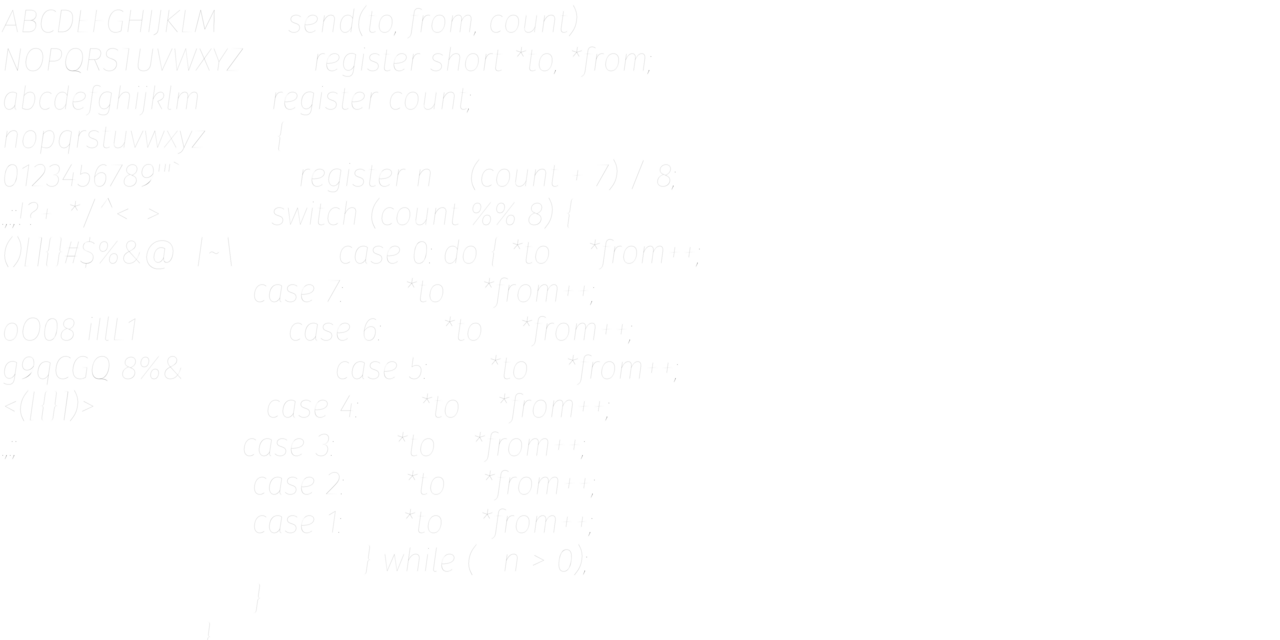 ABCDEFGHIJKLM send(to, from, count)
NOPQRSTUVWXYZ register short *to, *from;
abcdefghijklm register count;
nopqrstuvwxyz {
0123456789'"` register n = (count + 7) / 8;
.,:;!?+-*/^<=> switch (count %% 8) {
()[]{}#$%&@_|~\ case 0: do { *to = *from++;
case 7: *to = *from++;
oO08 iIlL1 case 6: *to = *from++;
g9qCGQ 8%& case 5: *to = *from++;
<([{}])> case 4: *to = *from++;
.,:; case 3: *to = *from++;
case 2: *to = *from++;
case 1: *to = *from++;
} while (--n > 0);
}
}